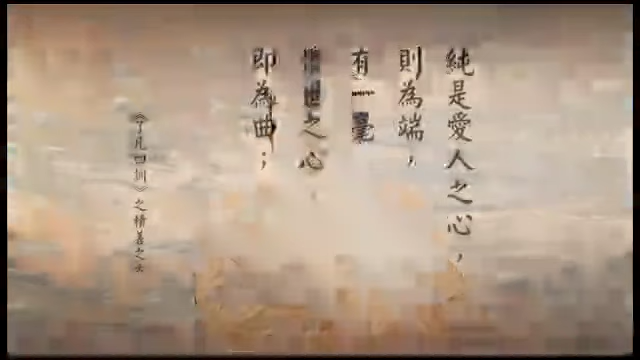 純是愛人之心，
則為端，
有一毫
世之心，
即為曲；
《了凡四訓》之積善之方